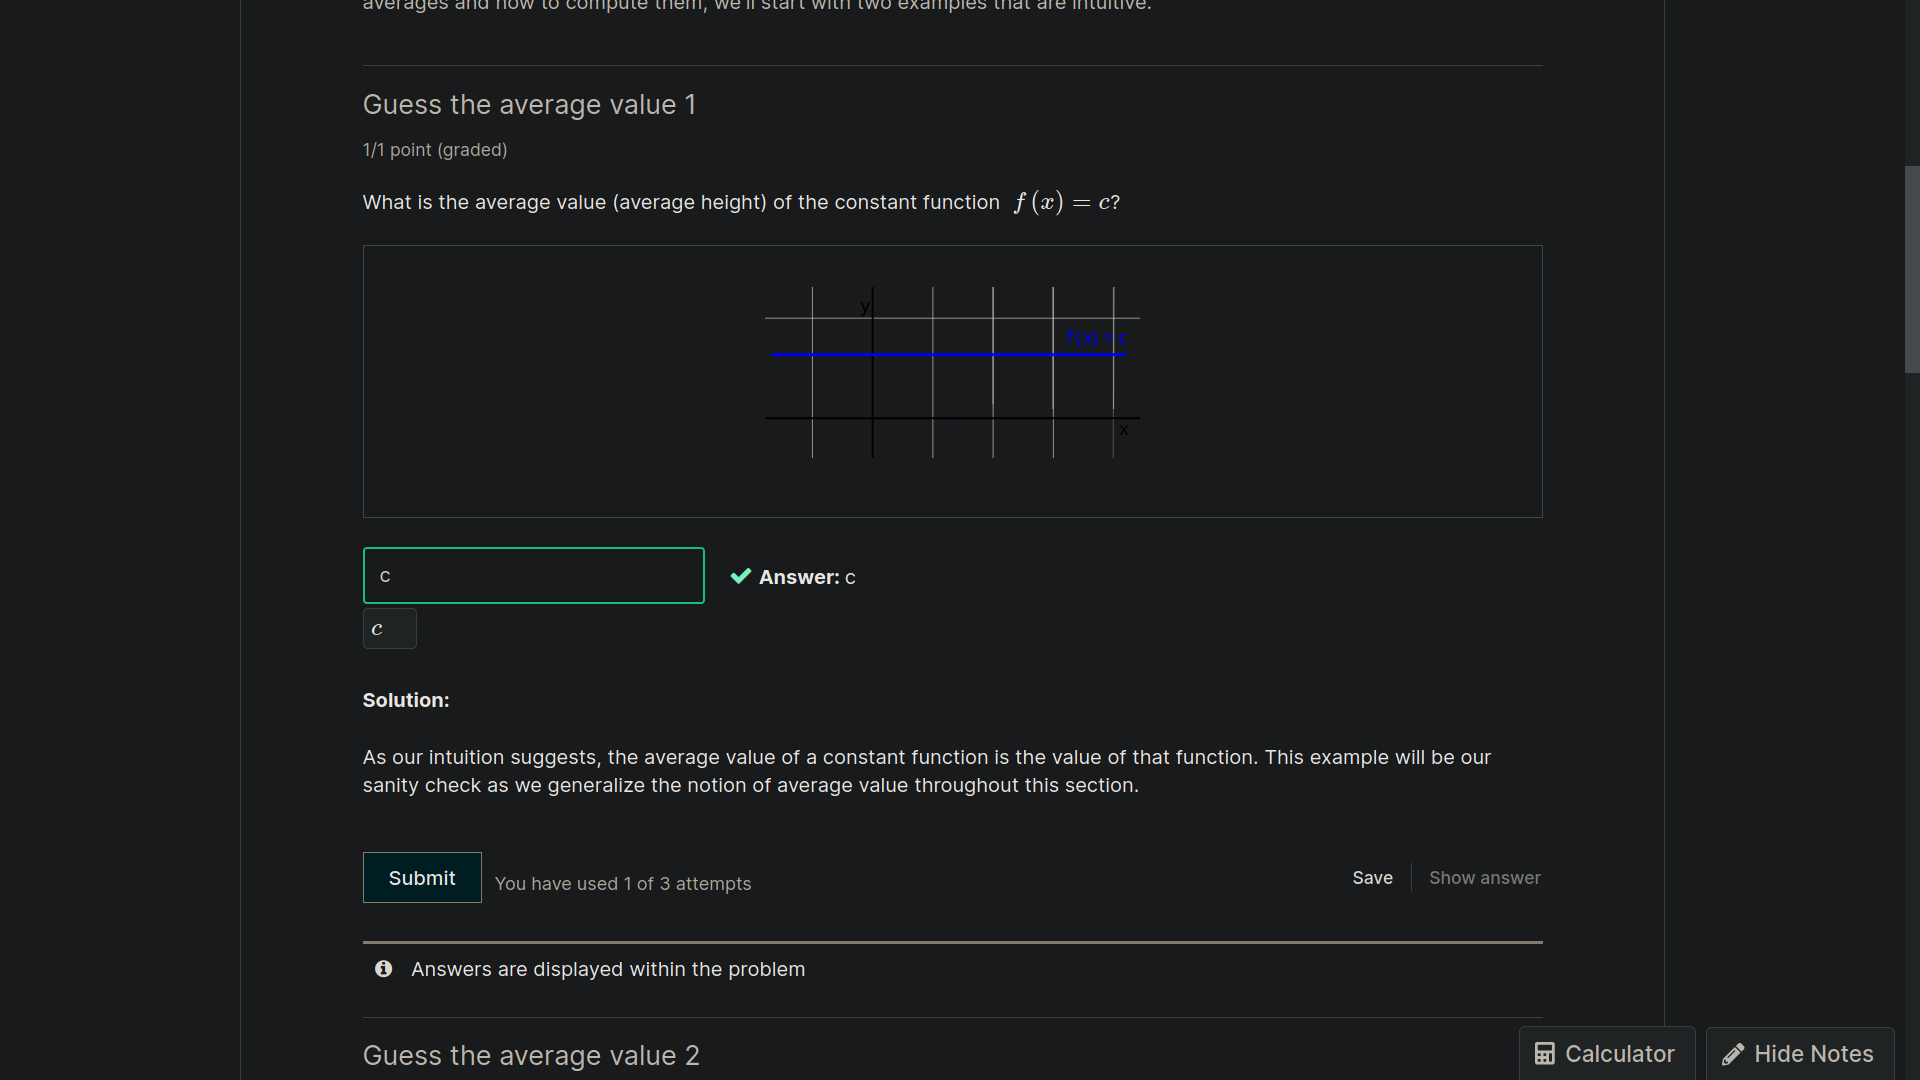 averages and how to compute them, we'll start with two examples that are intuitive.
Guess the average value 1
1/1 point (graded)
What is the average value (average height) of the constant function f (x) = c?
y
f(x) = c
x
c
Answer: c
c
Solution:
As our intuition suggests, the average value of a constant function is the value of that function. This example will be our
sanity check as we generalize the notion of average value throughout this section.
Submit
You have used 1 of 3 attempts
Save
Show answer
Answers are displayed within the problem
Guess the average value 2
Calculator
Hide Notes